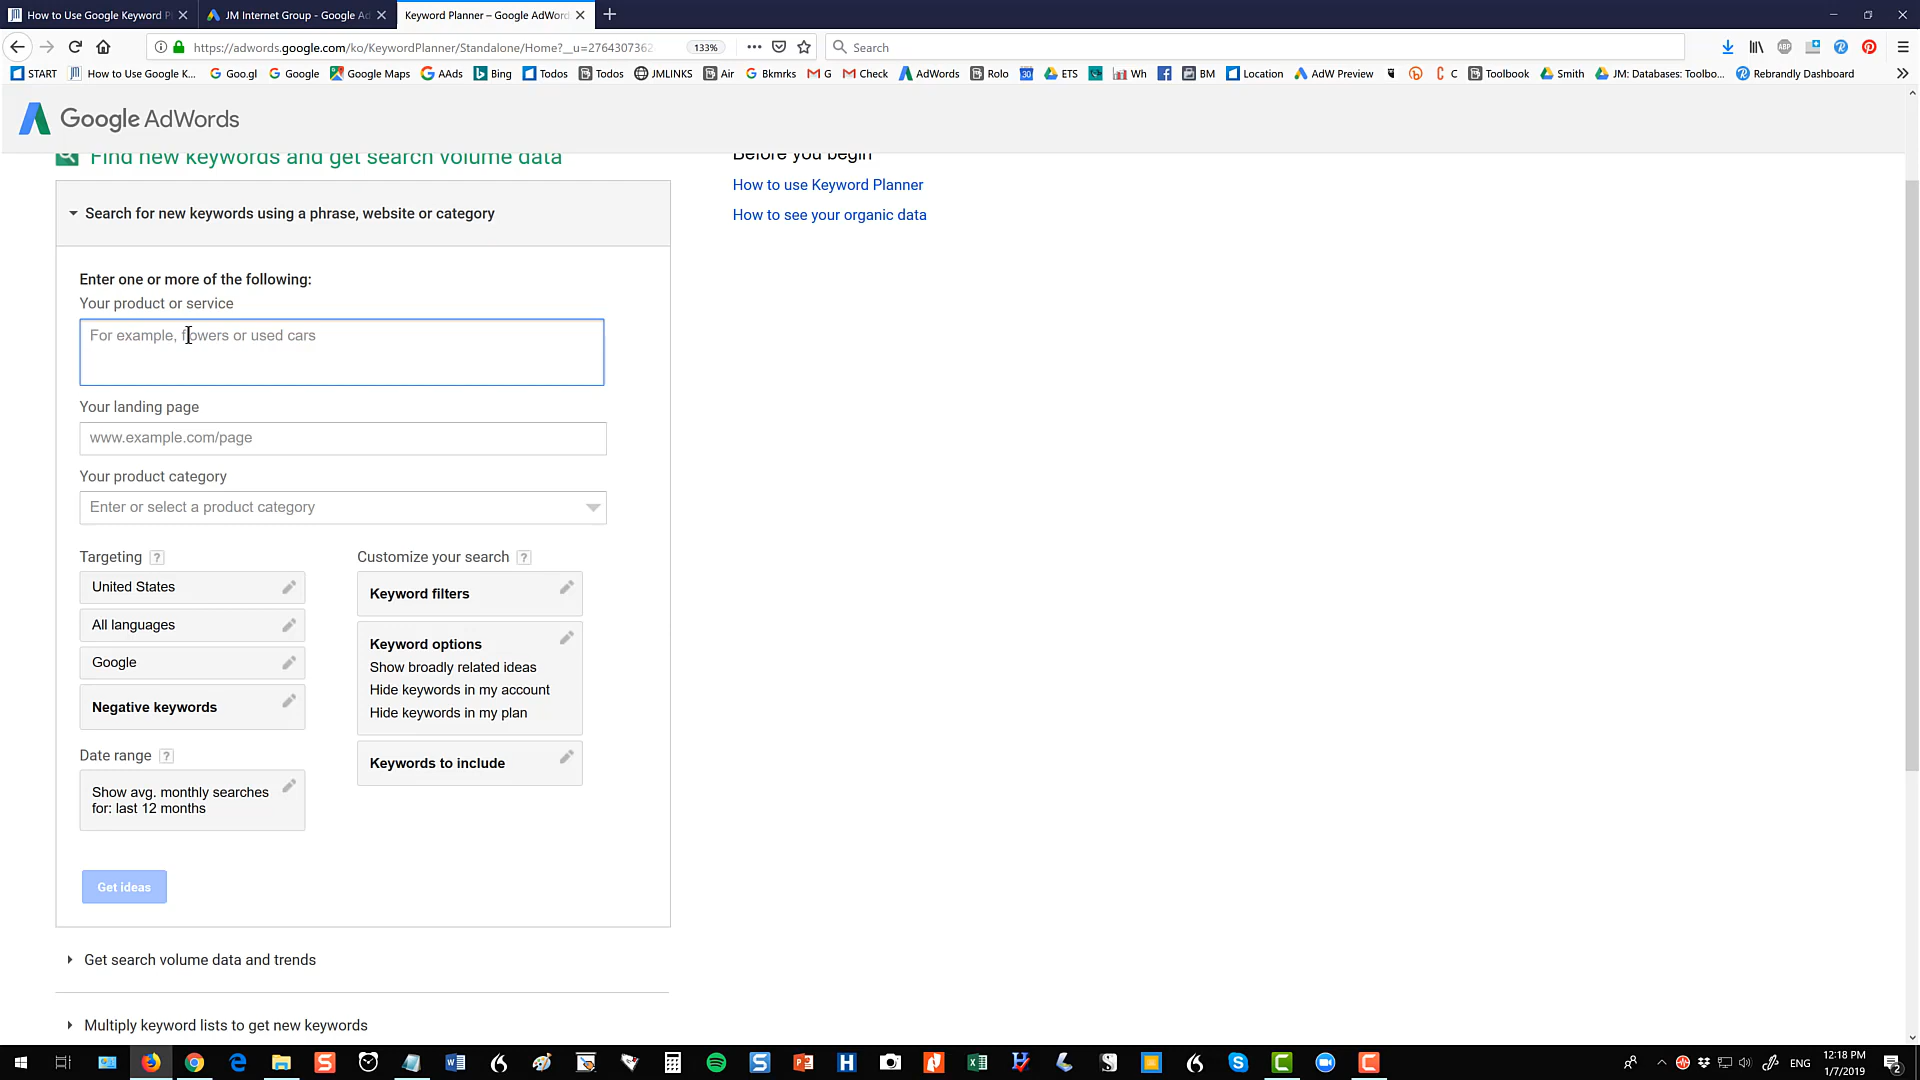 How to Use Google Keyword P
JM Internet Group - Google Ad
Keyword Planner – Google AdWord
https://adwords.google.com/ko/KeywordPlanner/Standalone/Home?__u=2764307362
133%
Search
START
How to Use Google K...
Goo.gl
Google
Google Maps
AAds
Bing
Todos
Todos
JMLINKS
Air
Bkmrks
M G
Check
AdWords
Rolo
ETS
Wh
BM
Location
AdW Preview
C
Toolbook
Smith
JM: Databases: Toolbo...
Rebrandly Dashboard
Google AdWords
Find new keywords and get search volume data
Before you begin
How to use Keyword Planner
How to see your organic data
Search for new keywords using a phrase, website or category
Enter one or more of the following:
Your product or service
For example, flowers or used cars
Your landing page
www.example.com/page
Your product category
Enter or select a product category
Targeting ?
United States
All languages
Google
Negative keywords
Date range ?
Show avg. monthly searches
for: last 12 months
Customize your search ?
Keyword filters
Keyword options
Show broadly related ideas
Hide keywords in my account
Hide keywords in my plan
Keywords to include
Get ideas
Get search volume data and trends
Multiply keyword lists to get new keywords
ENG
12:18 PM
1/7/2019
2